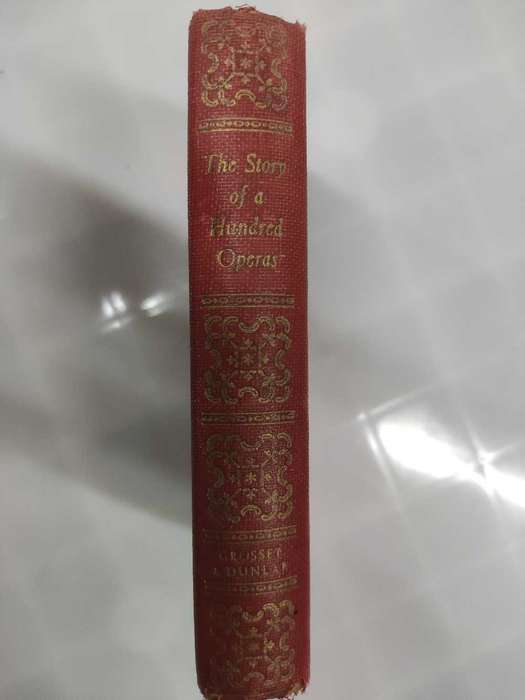 The Story
of a
Hundred
Operas
GROSSET
& DUNLAP